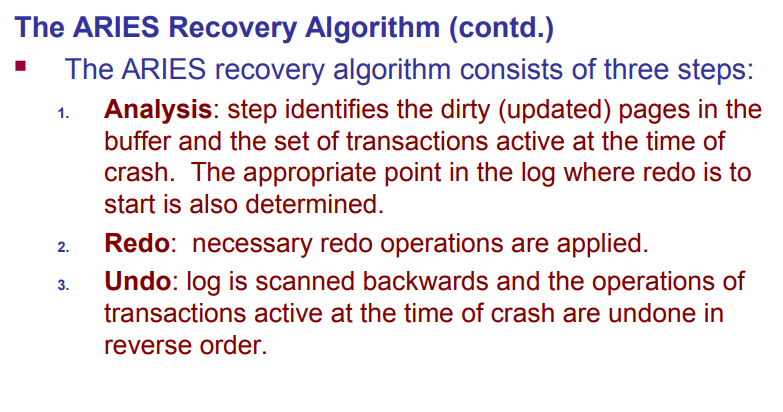 The ARIES Recovery Algorithm (contd.)
The ARIES recovery algorithm consists of three steps:
1. Analysis: step identifies the dirty (updated) pages in the
buffer and the set of transactions active at the time of
crash. The appropriate point in the log where redo is to
start is also determined.
2. Redo: necessary redo operations are applied.
3. Undo: log is scanned backwards and the operations of
transactions active at the time of crash are undone in
reverse order.